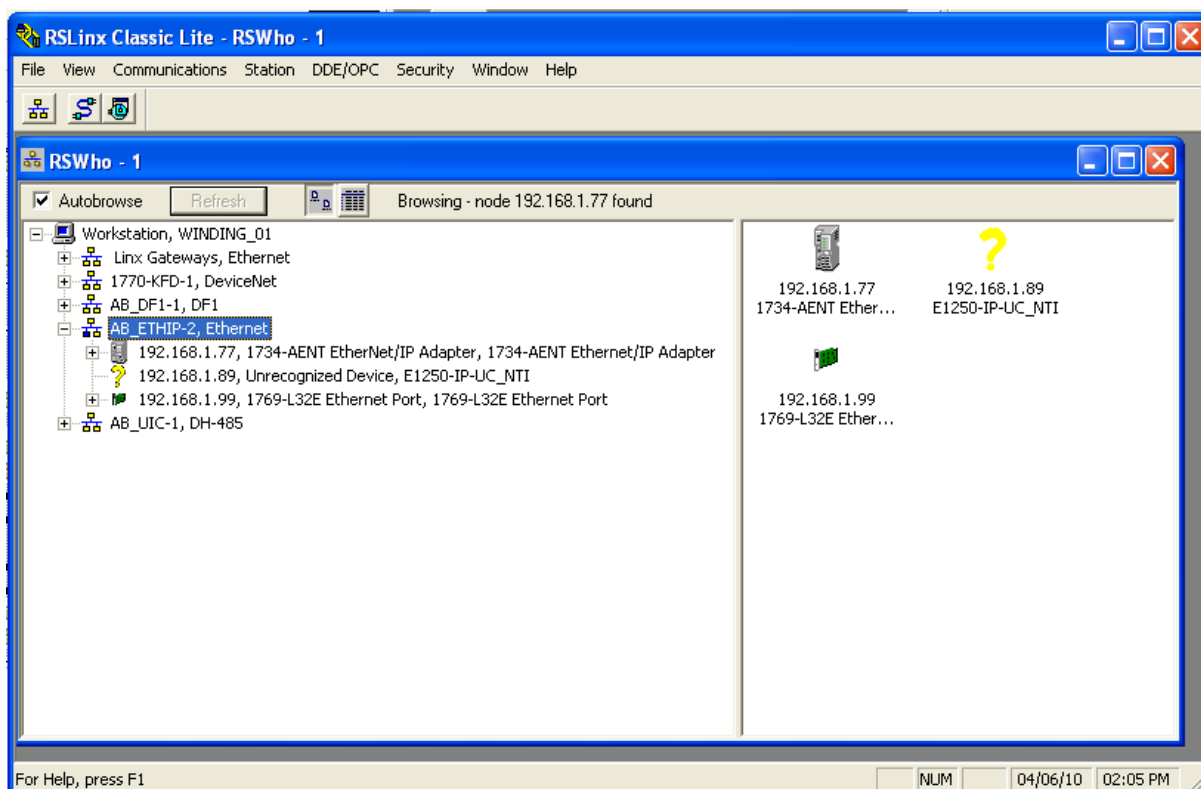 RSLinx Classic Lite - RSWho - 1
File View Communications Station DDE/OPC Security Window Help
RSWho - 1
Autobrowse Refresh Browsing - node 192.168.1.77 found
Workstation, WINDING_01
Linx Gateways, Ethernet
1770-KFD-1, DeviceNet
AB_DF1-1, DF1
AB_ETHIP-2, Ethernet
192.168.1.77, 1734-AENT EtherNet/IP Adapter, 1734-AENT Ethernet/IP Adapter
192.168.1.89, Unrecognized Device, E1250-IP-UC_NTI
192.168.1.99, 1769-L32E Ethernet Port, 1769-L32E Ethernet Port
AB_UIC-1, DH-485
192.168.1.77
1734-AENT Ether...
192.168.1.89
E1250-IP-UC_NTI
192.168.1.99
1769-L32E Ether...
For Help, press F1 NUM 04/06/10 02:05 PM